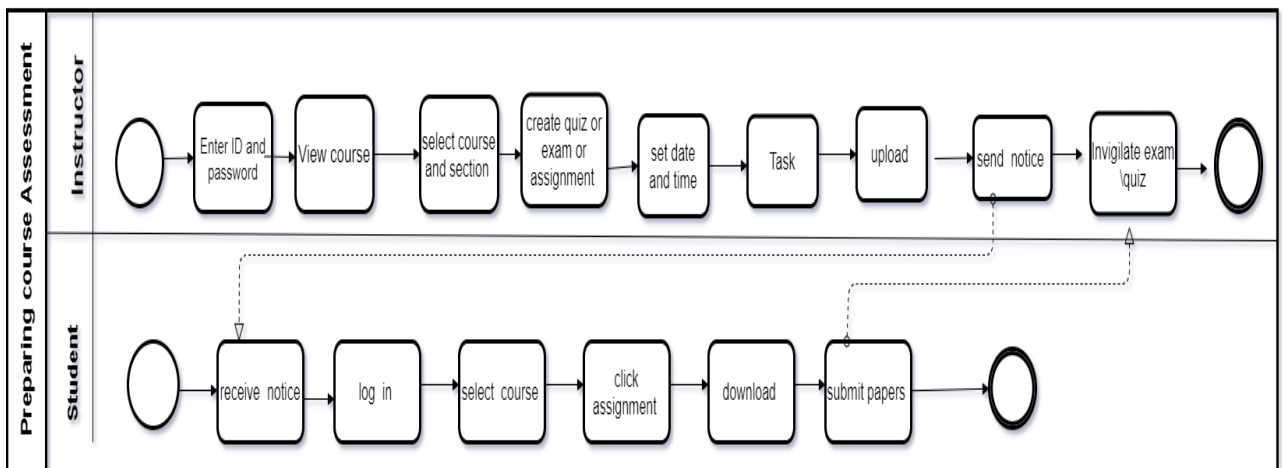 Preparing course Assessment
Instructor
Enter ID and
password
View course
select course
and section
create quiz or
exam or
assignment
set date
and time
Task
upload
send notice
Invigilate exam
\quiz
Student
receive notice
log in
select course
click
assignment
download
submit papers